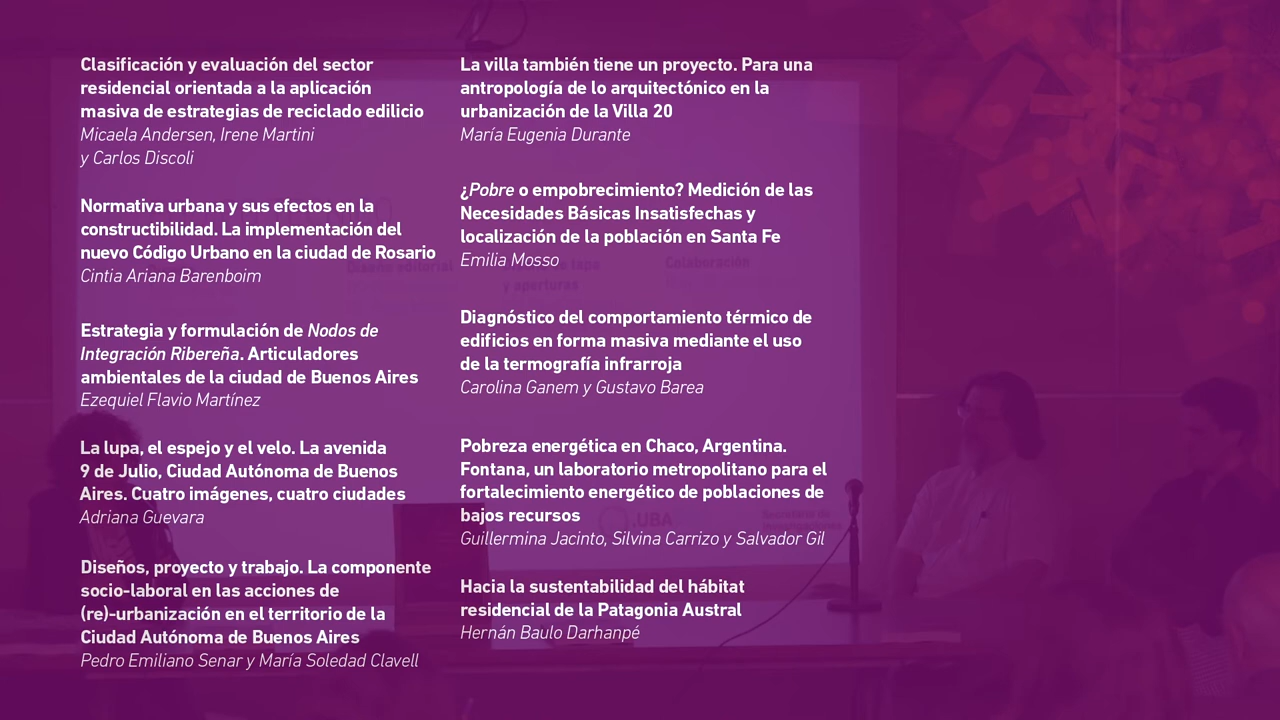 Clasificación y evaluación del sector
residencial orientada a la aplicación
masiva de estrategias de reciclado edilicio
Micaela Andersen, Irene Martini
y Carlos Discoli
Normativa urbana y sus efectos en la
constructibilidad. La implementación del
nuevo Código Urbano en la ciudad de Rosario
Cintia Ariana Barenboim
Estrategia y formulación de Nodos de
Integración Ribereña. Articuladores
ambientales de la ciudad de Buenos Aires
Ezequiel Flavio Martínez
La lupa, el espejo y el velo. La avenida
9 de Julio, Ciudad Autónoma de Buenos
Aires. Cuatro imágenes, cuatro ciudades
Adriana Guevara
Diseños, proyecto y trabajo. La componente
socio-laboral en las acciones de
(re)-urbanización en el territorio de la
Ciudad Autónoma de Buenos Aires
Pedro Emiliano Senar y María Soledad Clavell
La villa también tiene un proyecto. Para una
antropología de lo arquitectónico en la
urbanización de la Villa 20
María Eugenia Durante
¿Pobre o empobrecimiento? Medición de las
Necesidades Básicas Insatisfechas y
localización de la población en Santa Fe
Emilia Mosso
Diagnóstico del comportamiento térmico de
edificios en forma masiva mediante el uso
de la termografía infrarroja
Carolina Ganem y Gustavo Barea
Pobreza energética en Chaco, Argentina.
Fontana, un laboratorio metropolitano para el
fortalecimiento energético de poblaciones de
bajos recursos
Guillermina Jacinto, Silvina Carrizo y Salvador Gil
Hacia la sustentabilidad del hábitat
residencial de la Patagonia Austral
Hernán Baulo Darhanpé
Colaboración
y aperturas
.UBA